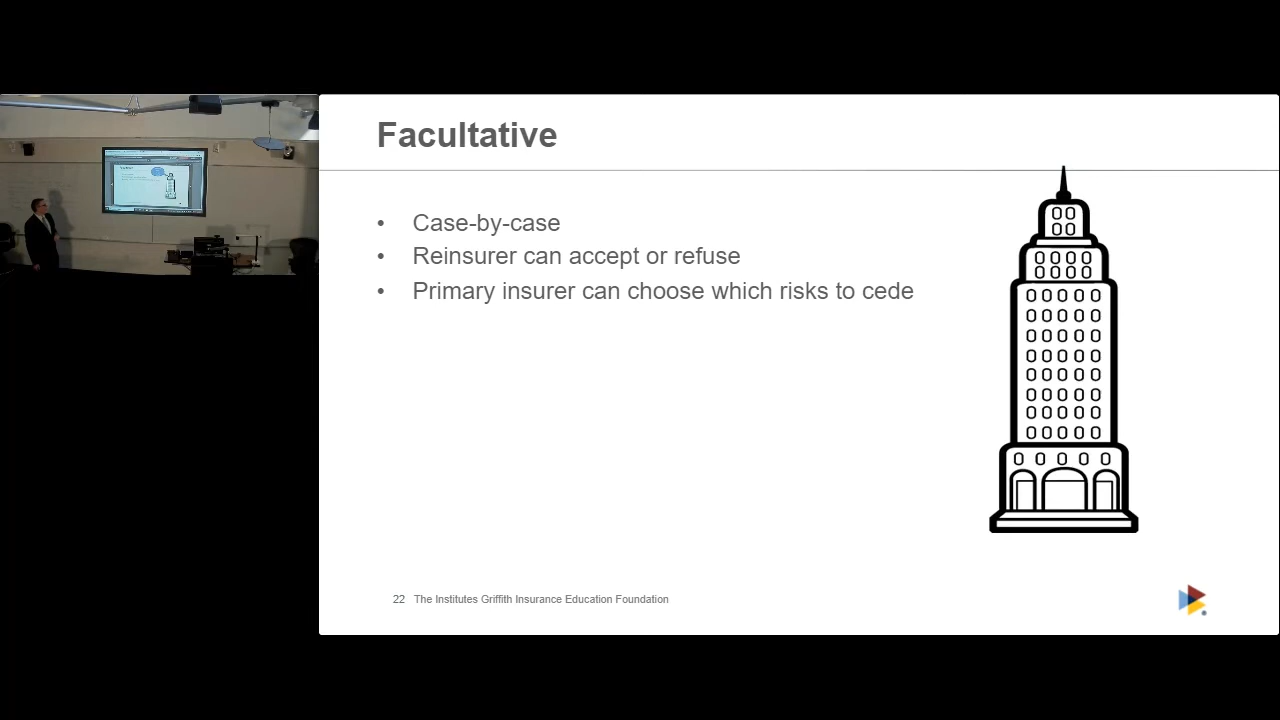 Facultative
• Case-by-case
• Reinsurer can accept or refuse
• Primary insurer can choose which risks to cede
22 The Institutes Griffith Insurance Education Foundation